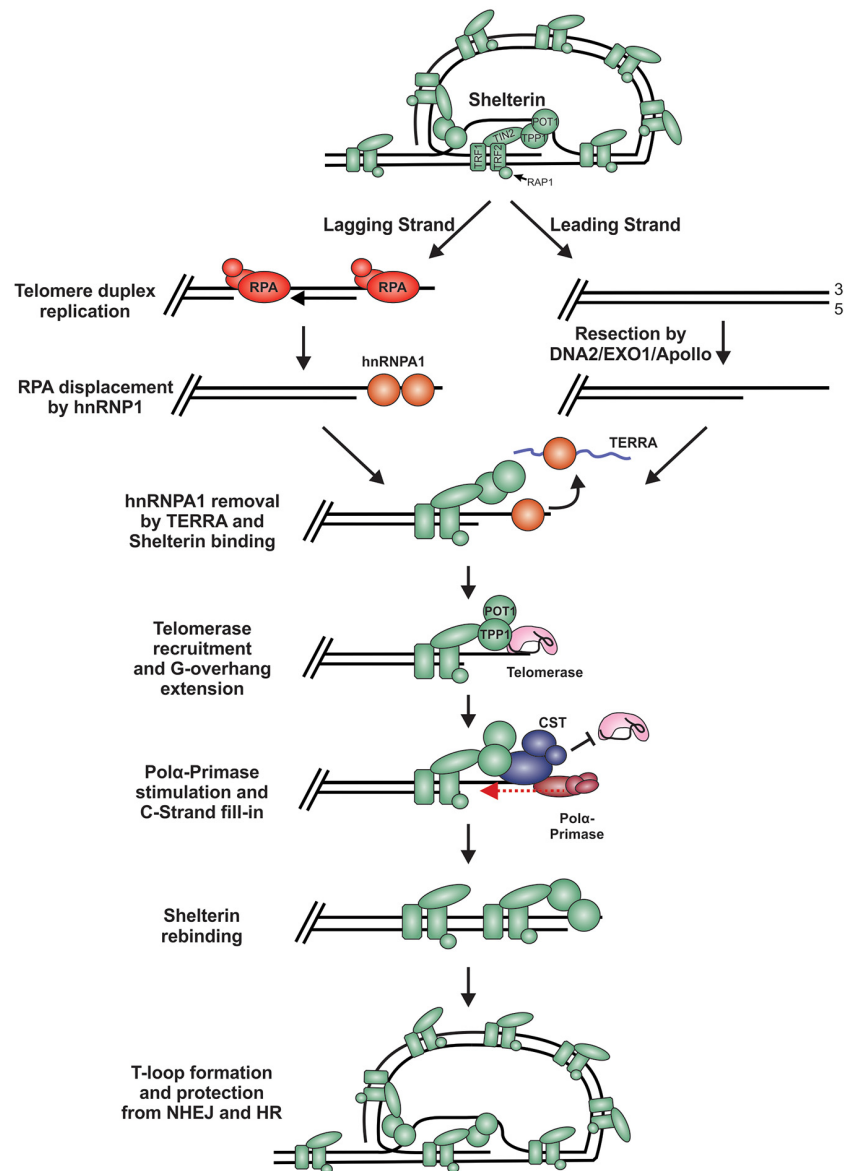 Shelterin
POT1
TIN2
TPP1
TRF1
TRF2
RAP1
Lagging Strand
Leading Strand
Telomere duplex
replication
RPA
RPA
3
5
Resection by
DNA2/EXO1/Apollo
RPA displacement
by hnRNP1
hnRNPA1
TERRA
hnRNPA1 removal
by TERRA and
Shelterin binding
Telomerase
recruitment
and G-overhang
extension
POT1
TPP1
Telomerase
Polα-Primase
stimulation and
C-Strand fill-in
CST
Polα-
Primase
Shelterin
rebinding
T-loop formation
and protection
from NHEJ and HR